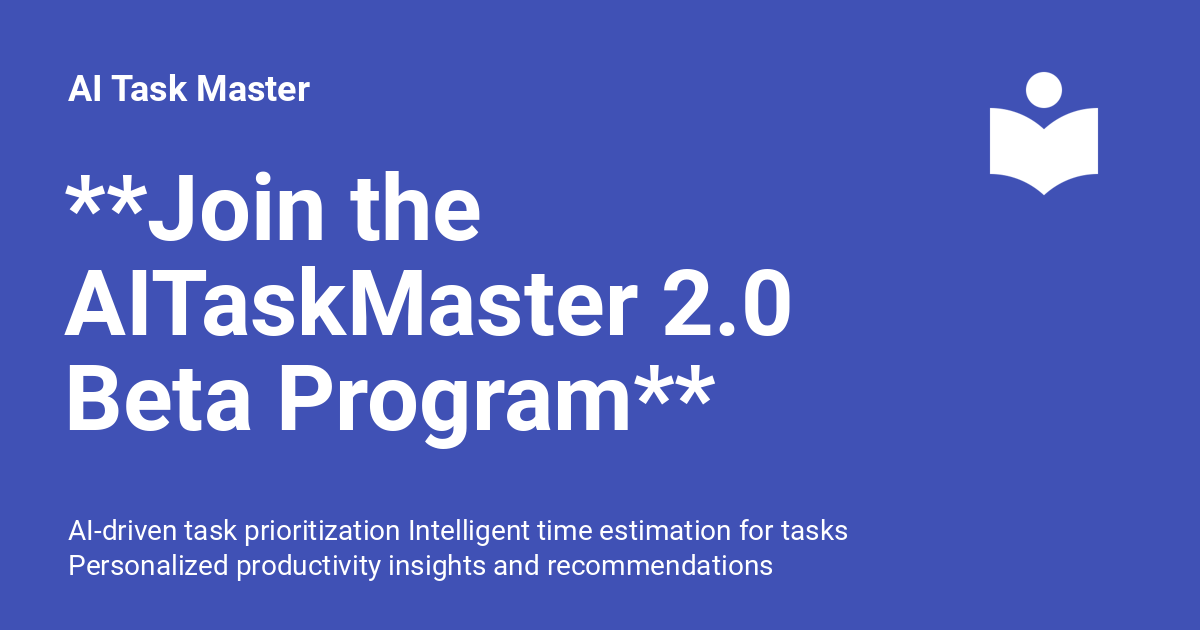 AI Task Master
**Join the
AITaskMaster 2.0
Beta Program**
AI-driven task prioritization Intelligent time estimation for tasks
Personalized productivity insights and recommendations